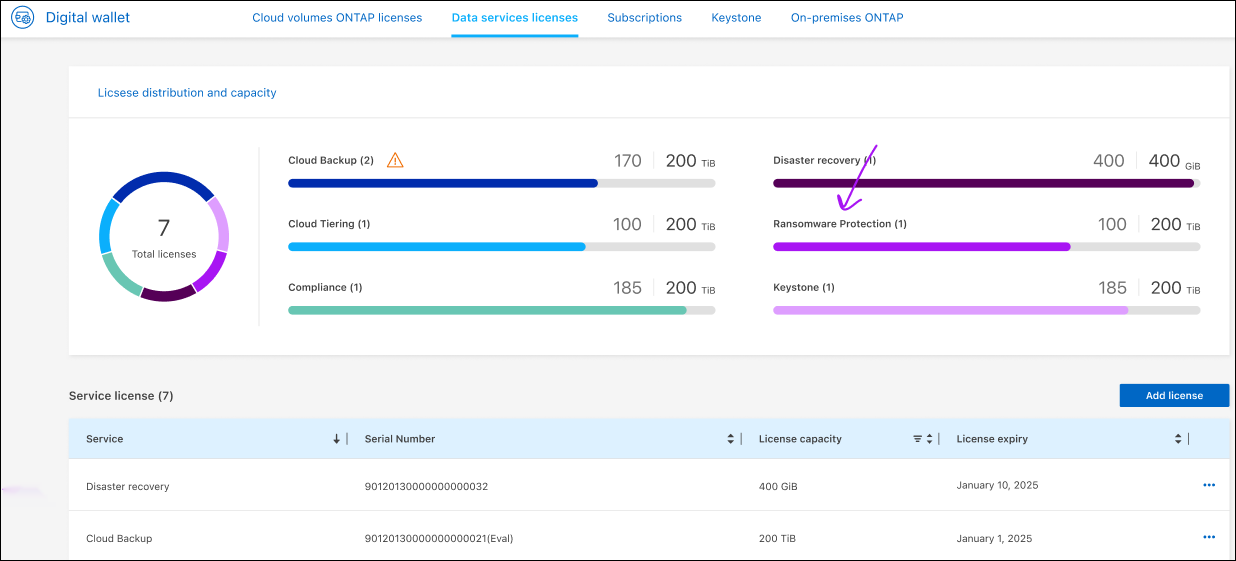 Digital wallet
Cloud volumes ONTAP licenses Data services licenses Subscriptions Keystone On-premises ONTAP
Licsese distribution and capacity
7
Total licenses
Cloud Backup (2) 170 200 TiB
Disaster recovery (1) 400 400 GiB
Cloud Tiering (1) 100 200 TiB
Ransomware Protection (1) 100 200 TiB
Compliance (1) 185 200 TiB
Keystone (1) 185 200 TiB
Service license (7)
Add license
Service Serial Number License capacity License expiry
Disaster recovery 90120130000000000032 400 GiB January 10, 2025
Cloud Backup 90120130000000000021(Eval) 200 TiB January 1, 2025